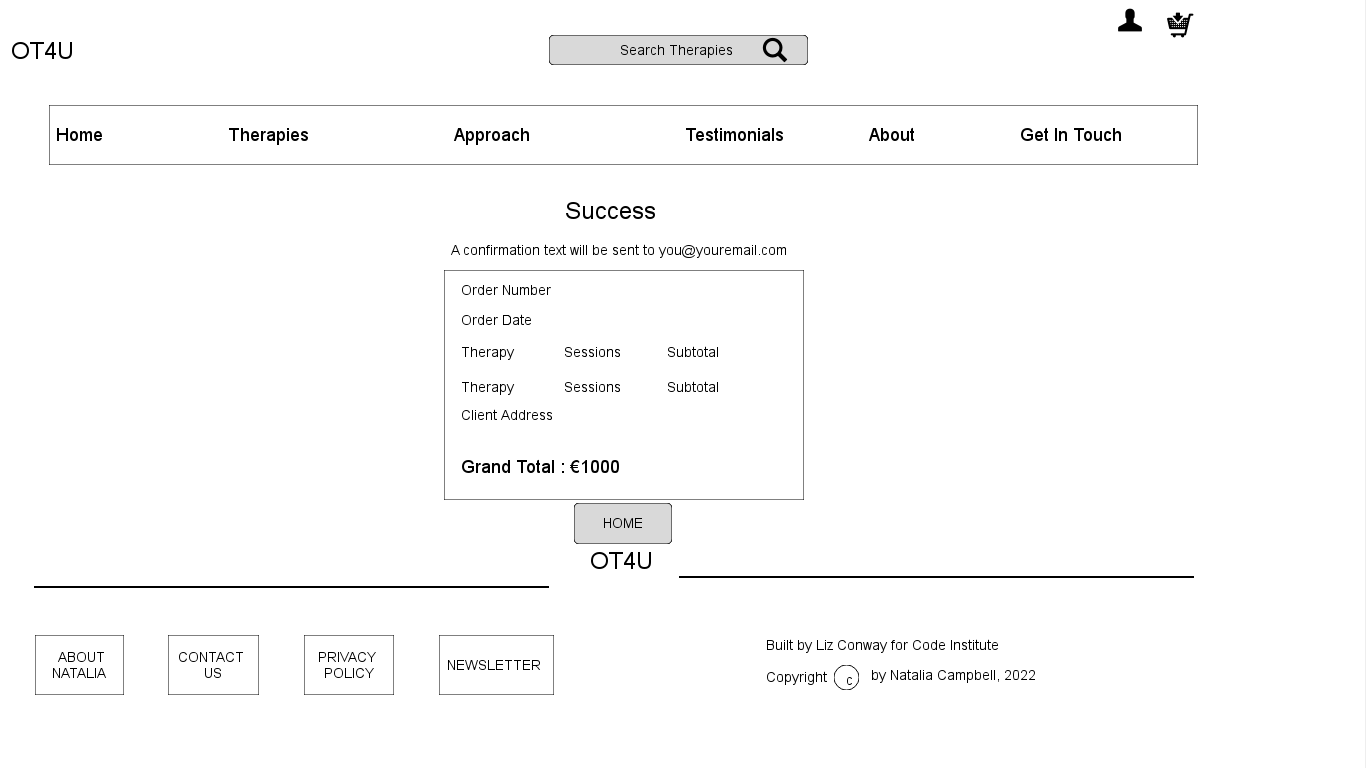 OT4U
Search Therapies
Home Therapies Approach Testimonials About Get In Touch
Success
A confirmation text will be sent to you@youremail.com
Order Number
Order Date
Therapy Sessions Subtotal
Therapy Sessions Subtotal
Client Address
Grand Total : €1000
HOME
OT4U
ABOUT
NATALIA
CONTACT
US
PRIVACY
POLICY
NEWSLETTER
Built by Liz Conway for Code Institute
Copyright c by Natalia Campbell, 2022